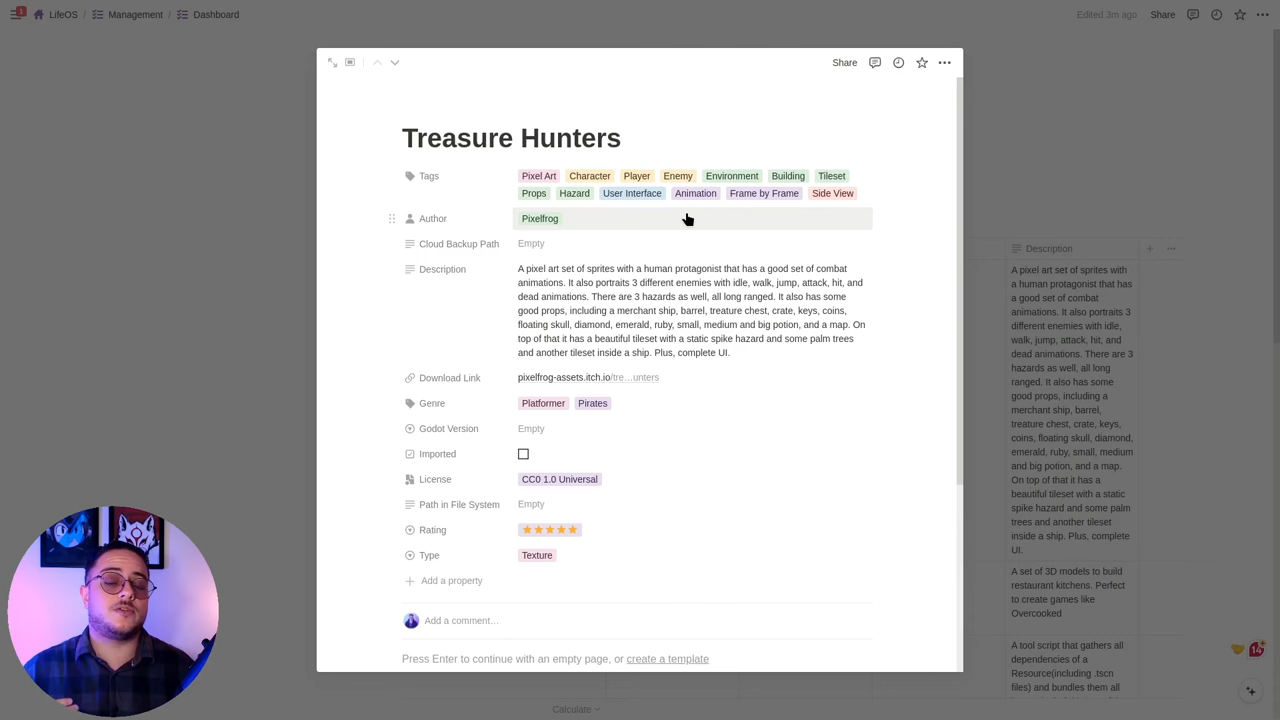 1
LifeOS / Management / Dashboard
Edited 3m ago Share
Share
Treasure Hunters
Tags Pixel Art Character Player Enemy Environment Building Tileset
Props Hazard User Interface Animation Frame by Frame Side View
Author Pixelfrog
Cloud Backup Path Empty
Description A pixel art set of sprites with a human protagonist that has a good set of combat
animations. It also portraits 3 different enemies with idle, walk, jump, attack, hit, and
dead animations. There are 3 hazards as well, all long ranged. It also has some
good props, including a merchant ship, barrel, treature chest, crate, keys, coins,
floating skull, diamond, emerald, ruby, small, medium and big potion, and a map. On
top of that it has a beautiful tileset with a static spike hazard and some palm trees
and another tileset inside a ship. Plus, complete UI.
Download Link pixelfrog-assets.itch.io/tre…unters
Genre Platformer Pirates
Godot Version Empty
Imported
License CC0 1.0 Universal
Path in File System Empty
Rating ★★★★★
Type Texture
Add a property
Add a comment…
Press Enter to continue with an empty page, or create a template
Description
A pixel art set of sprites with
a human protagonist that has
a good set of combat
animations. It also portraits 3
different enemies with idle,
walk, jump, attack, hit, and
dead animations. There are 3
hazards as well, all long
ranged. It also has some
good props, including a
merchant ship, barrel,
treature chest, crate, keys,
coins, floating skull, diamond,
emerald, ruby, small, medium
and big potion, and a map.
On top of that it has a
beautiful tileset with a static
spike hazard and some palm
trees and another tileset
inside a ship. Plus, complete
UI.
A set of 3D models to build
restaurant kitchens. Perfect
to create games like
Overcooked
A tool script that gathers all
dependencies of a
Resource(including .tscn
files) and bundles them all
14
Calculate